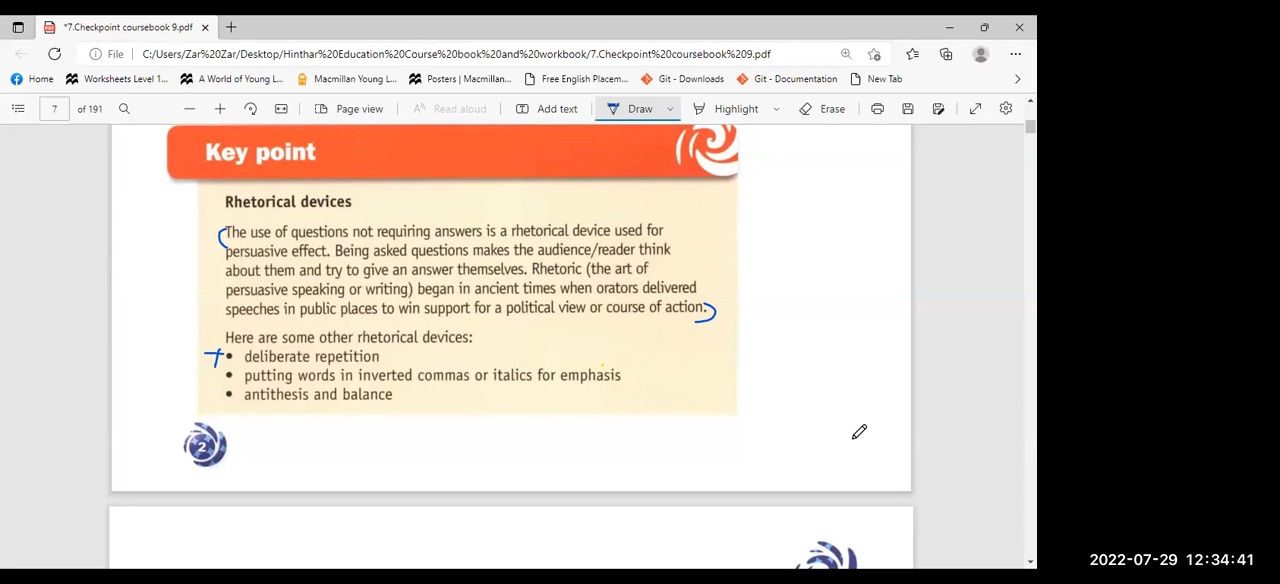 *7.Checkpoint coursebook 9.pdf
File C:/Users/Zar%20Zar/Desktop/Hinthar%20Education%20Course%20book%20and%20workbook/7.Checkpoint%20coursebook%209.pdf
Home Worksheets Level 1... A World of Young L... Macmillan Young L... Posters | Macmillan... Free English Placem... Git - Downloads Git - Documentation New Tab
7 of 191 Page view Read aloud Add text Draw Highlight Erase
Key point
Rhetorical devices
The use of questions not requiring answers is a rhetorical device used for
persuasive effect. Being asked questions makes the audience/reader think
about them and try to give an answer themselves. Rhetoric (the art of
persuasive speaking or writing) began in ancient times when orators delivered
speeches in public places to win support for a political view or course of action.
Here are some other rhetorical devices:
• deliberate repetition
• putting words in inverted commas or italics for emphasis
• antithesis and balance
2
2022-07-29 12:34:41